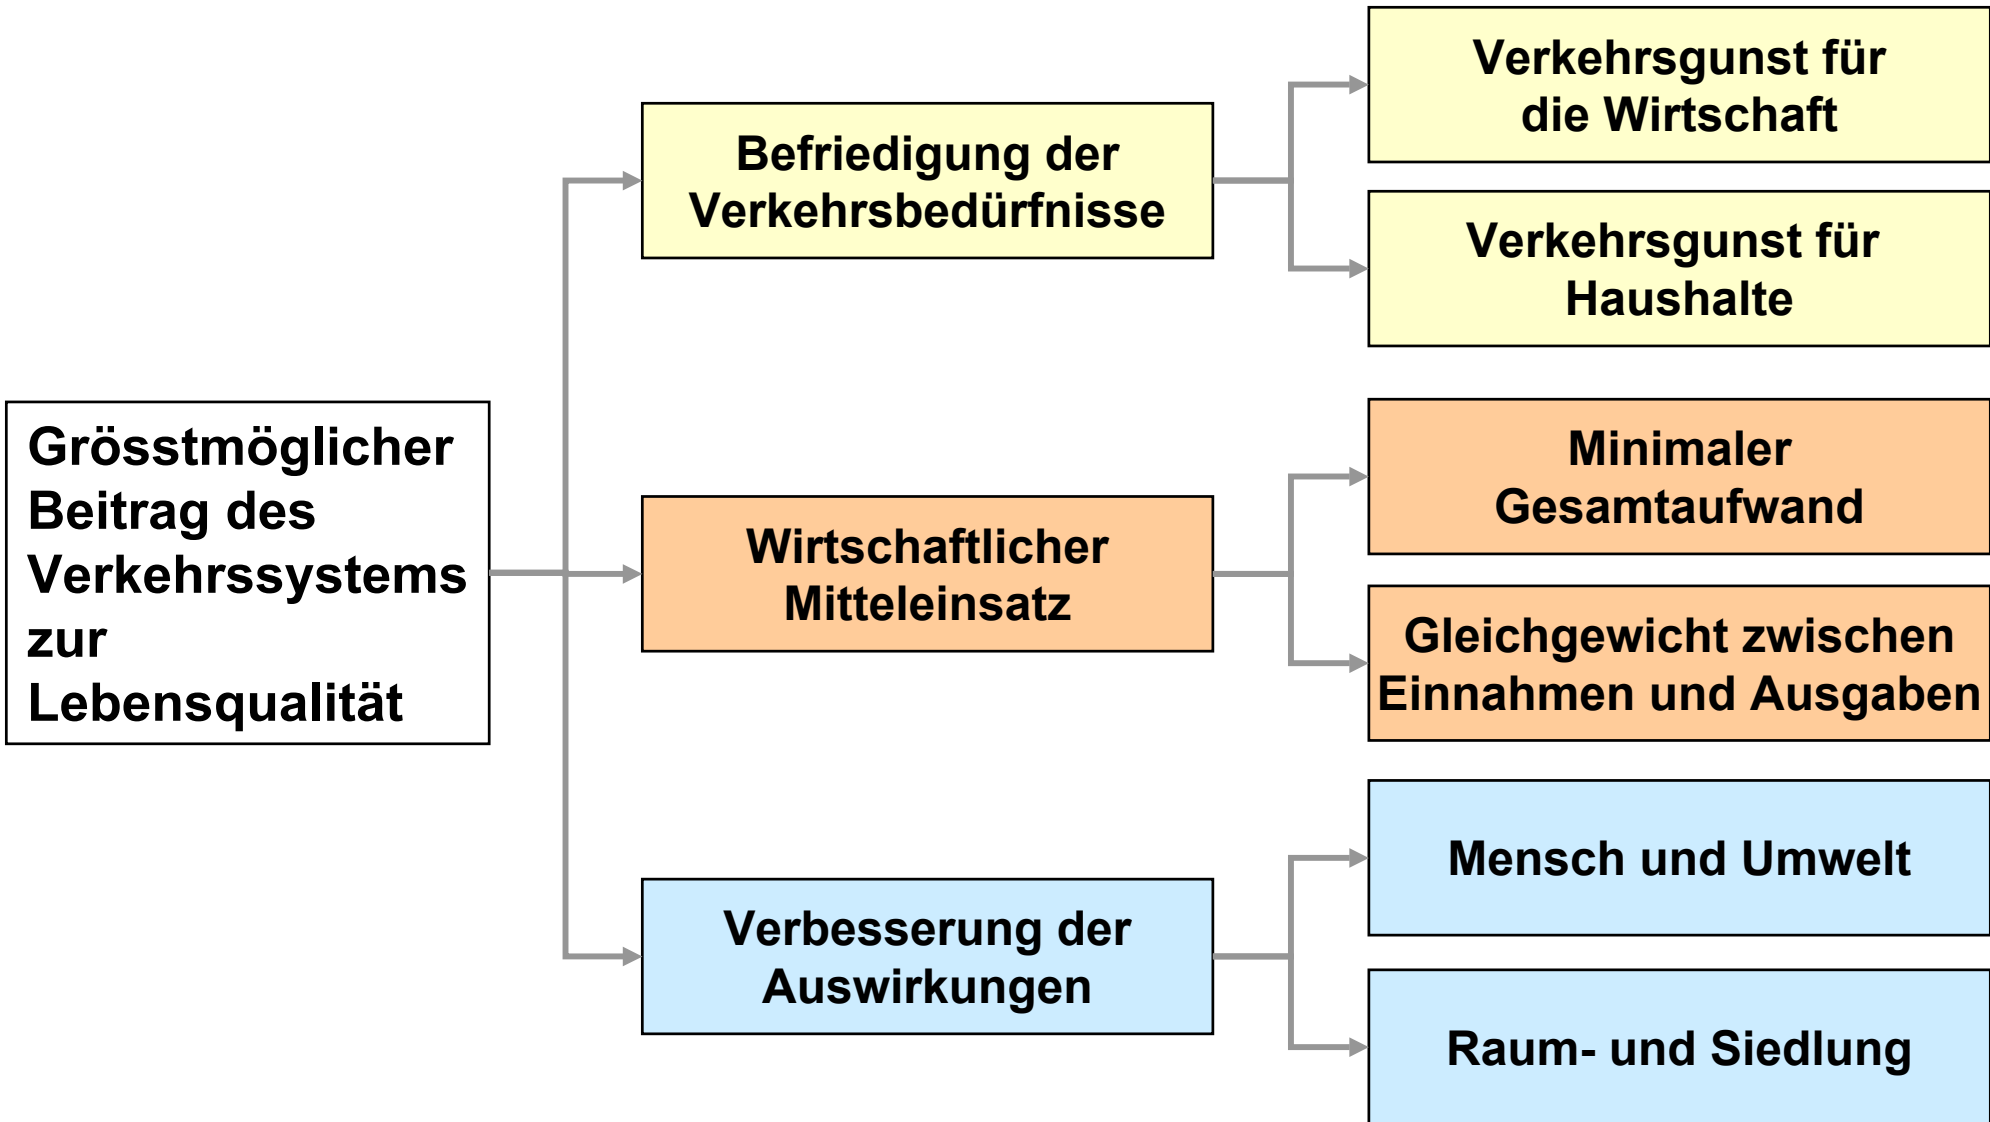 Grösstmöglicher
Beitrag des
Verkehrssystems
zur
Lebensqualität
Befriedigung der
Verkehrsbedürfnisse
Verkehrsgunst für
die Wirtschaft
Verkehrsgunst für
Haushalte
Wirtschaftlicher
Mitteleinsatz
Minimaler
Gesamtaufwand
Gleichgewicht zwischen
Einnahmen und Ausgaben
Verbesserung der
Auswirkungen
Mensch und Umwelt
Raum- und Siedlung